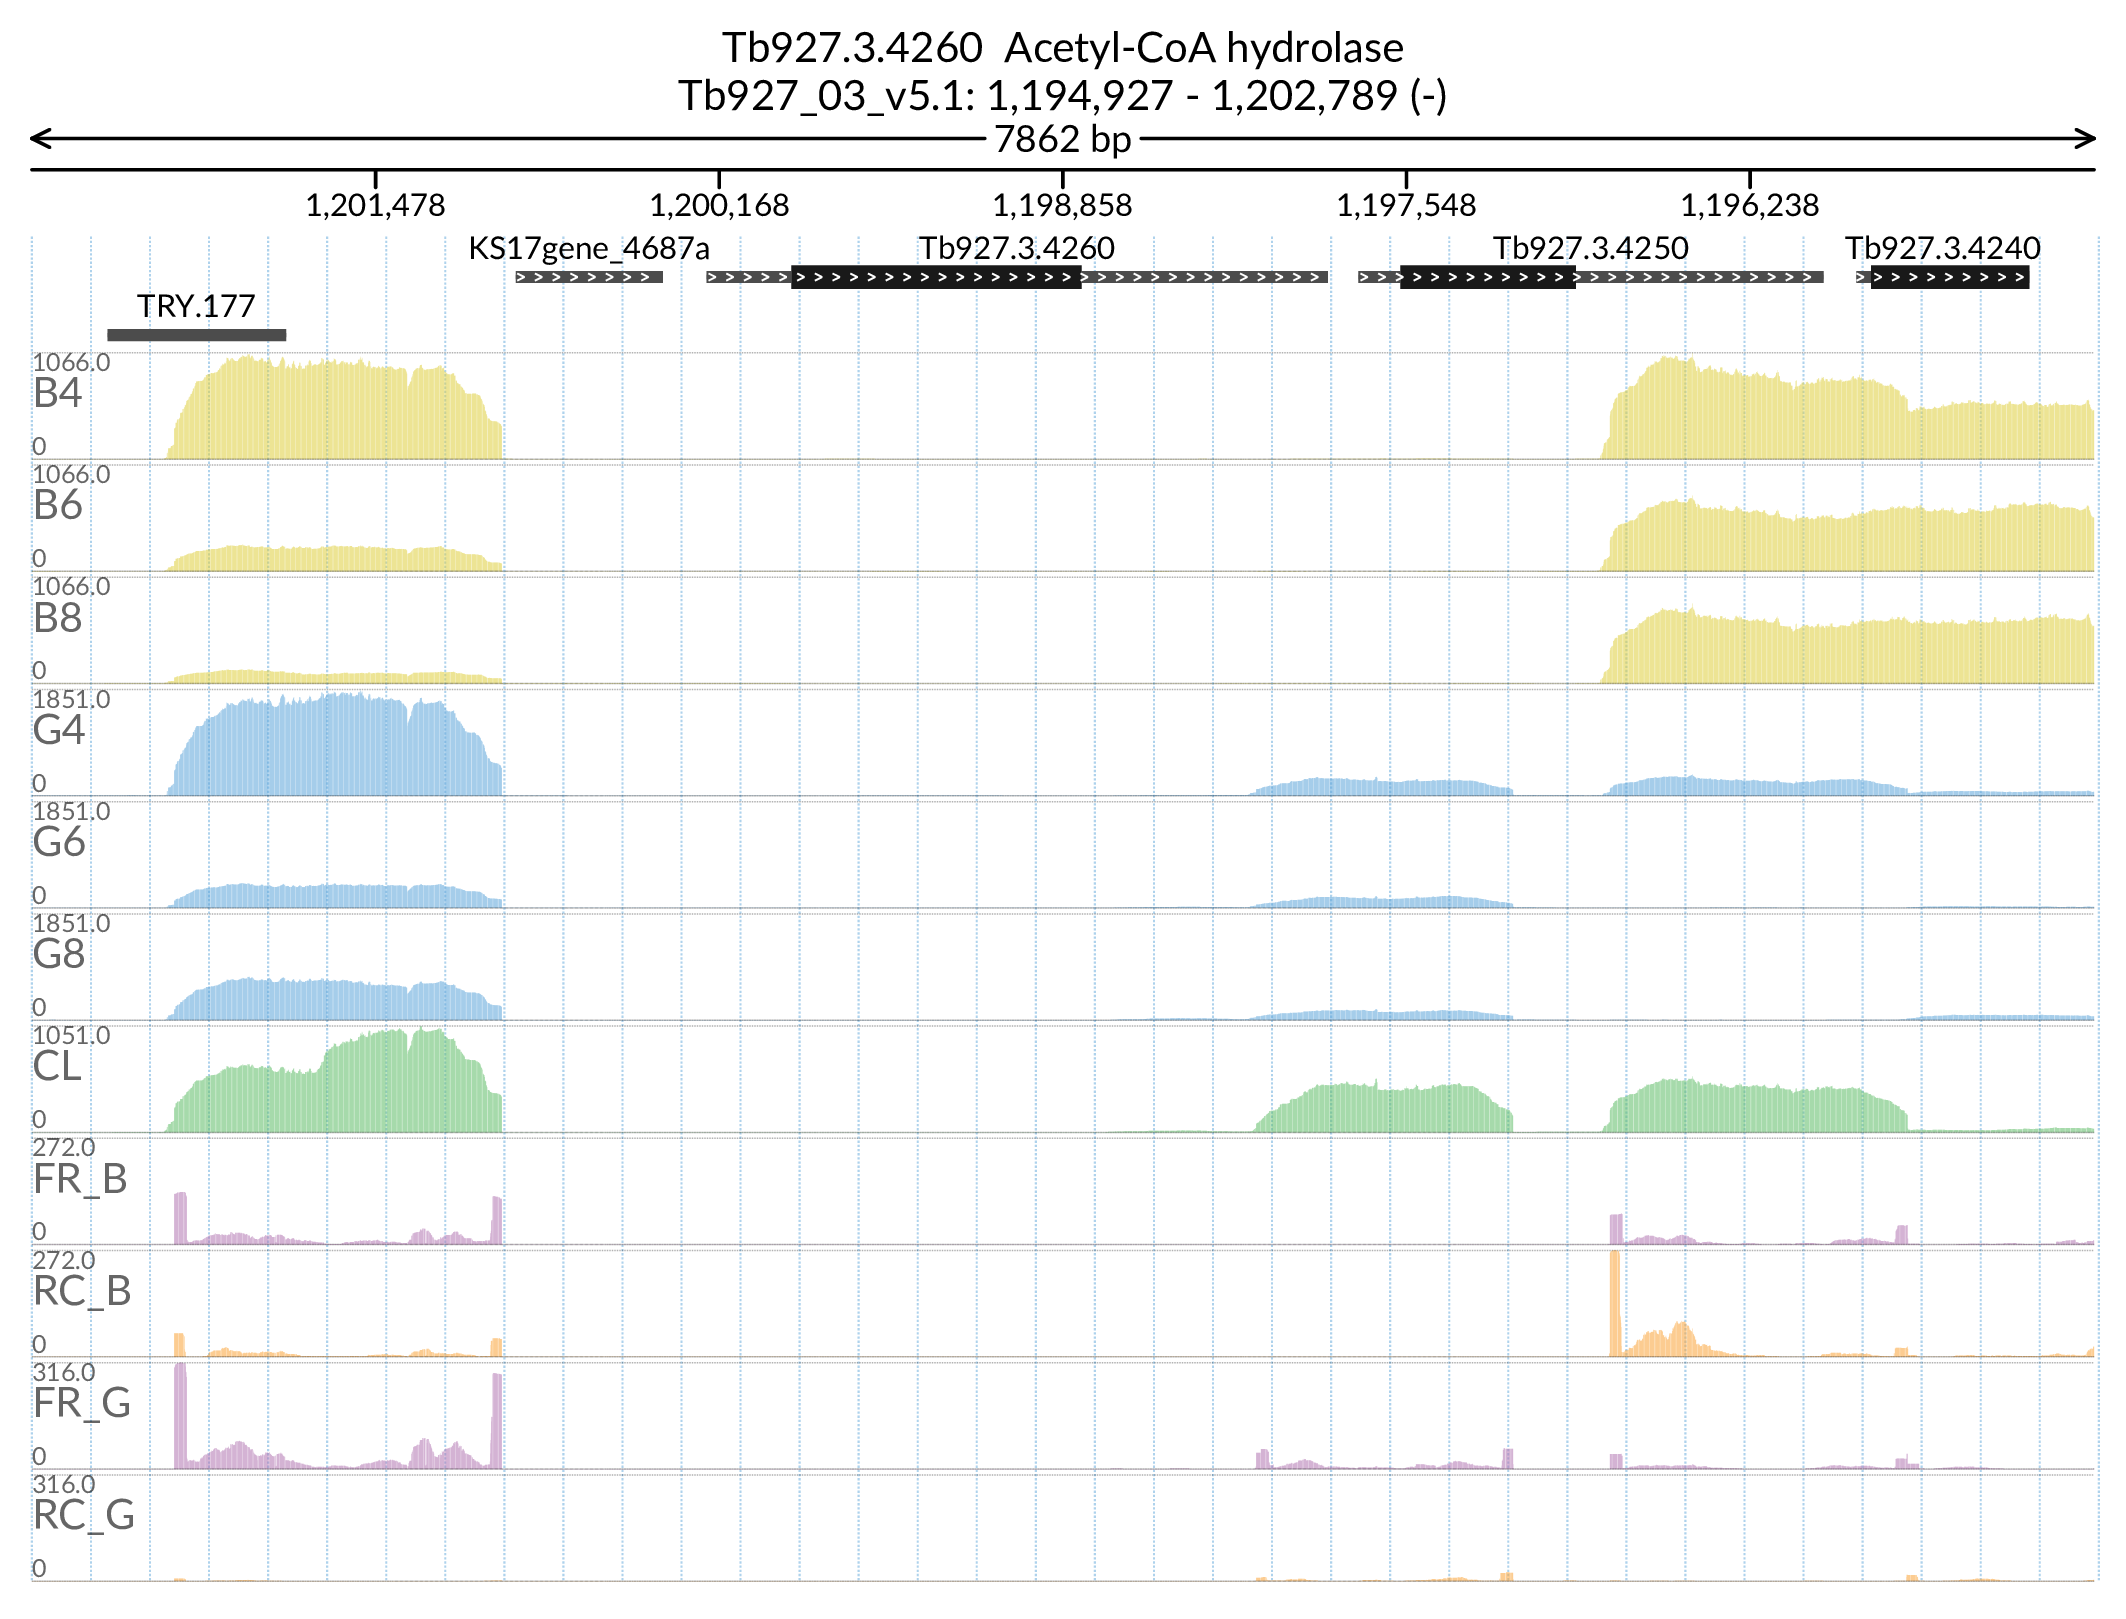 Tb927.3.4260 Acetyl-CoA hydrolase
Tb927_03_v5.1: 1,194,927 - 1,202,789 (-)
7862 bp
1,201,478 1,200,168 1,198,858 1,197,548 1,196,238
KS17gene_4687a Tb927.3.4260 Tb927.3.4250 Tb927.3.4240
TRY.177
1066.0
B4
0
1066.0
B6
0
1066.0
B8
0
1851.0
G4
0
1851.0
G6
0
1851.0
G8
0
1051.0
CL
0
272.0
FR_B
0
272.0
RC_B
0
316.0
FR_G
0
316.0
RC_G
0